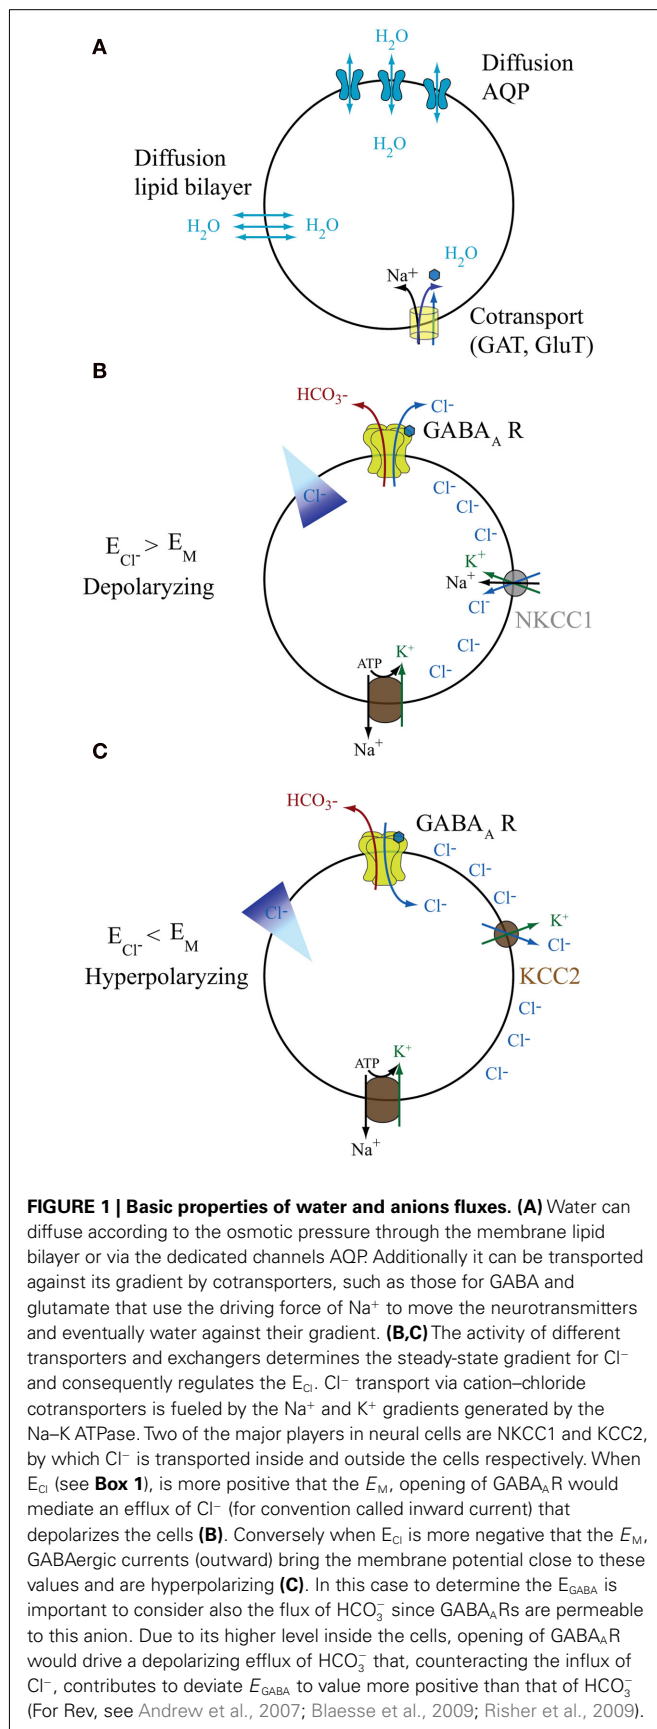 A
H2O
Diffusion
AQP
H2O
Diffusion
lipid bilayer
H2O
H2O
H2O
Na+
Cotransport
(GAT, GluT)
B
HCO3-
Cl-
GABAA R
Cl-
Cl-
Cl-
Cl-
ECl- > EM
Depolaryzing
K+
Na+
Cl-
NKCC1
Cl-
Cl-
ATP
K+
Na+
C
HCO3-
GABAA R
Cl-
Cl-
Cl-
Cl-
Cl-
ECl- < EM
Hyperpolaryzing
K+
Cl-
KCC2
Cl-
Cl-
Cl-
ATP
K+
Na+
FIGURE 1 | Basic properties of water and anions fluxes. (A) Water can
diffuse according to the osmotic pressure through the membrane lipid
bilayer or via the dedicated channels AQP. Additionally it can be transported
against its gradient by cotransporters, such as those for GABA and
glutamate that use the driving force of Na+ to move the neurotransmitters
and eventually water against their gradient. (B,C) The activity of different
transporters and exchangers determines the steady-state gradient for Cl−
and consequently regulates the ECl. Cl− transport via cation–chloride
cotransporters is fueled by the Na+ and K+ gradients generated by the
Na–K ATPase. Two of the major players in neural cells are NKCC1 and KCC2,
by which Cl− is transported inside and outside the cells respectively. When
ECl (see Box 1), is more positive that the EM, opening of GABAAR would
mediate an efflux of Cl− (for convention called inward current) that
depolarizes the cells (B). Conversely when ECl is more negative that the EM,
GABAergic currents (outward) bring the membrane potential close to these
values and are hyperpolarizing (C). In this case to determine the EGABA is
important to consider also the flux of HCO3− since GABAARs are permeable
to this anion. Due to its higher level inside the cells, opening of GABAAR
would drive a depolarizing efflux of HCO3− that, counteracting the influx of
Cl−, contributes to deviate EGABA to value more positive than that of HCO3−
(For Rev, see Andrew et al., 2007; Blaesse et al., 2009; Risher et al., 2009).